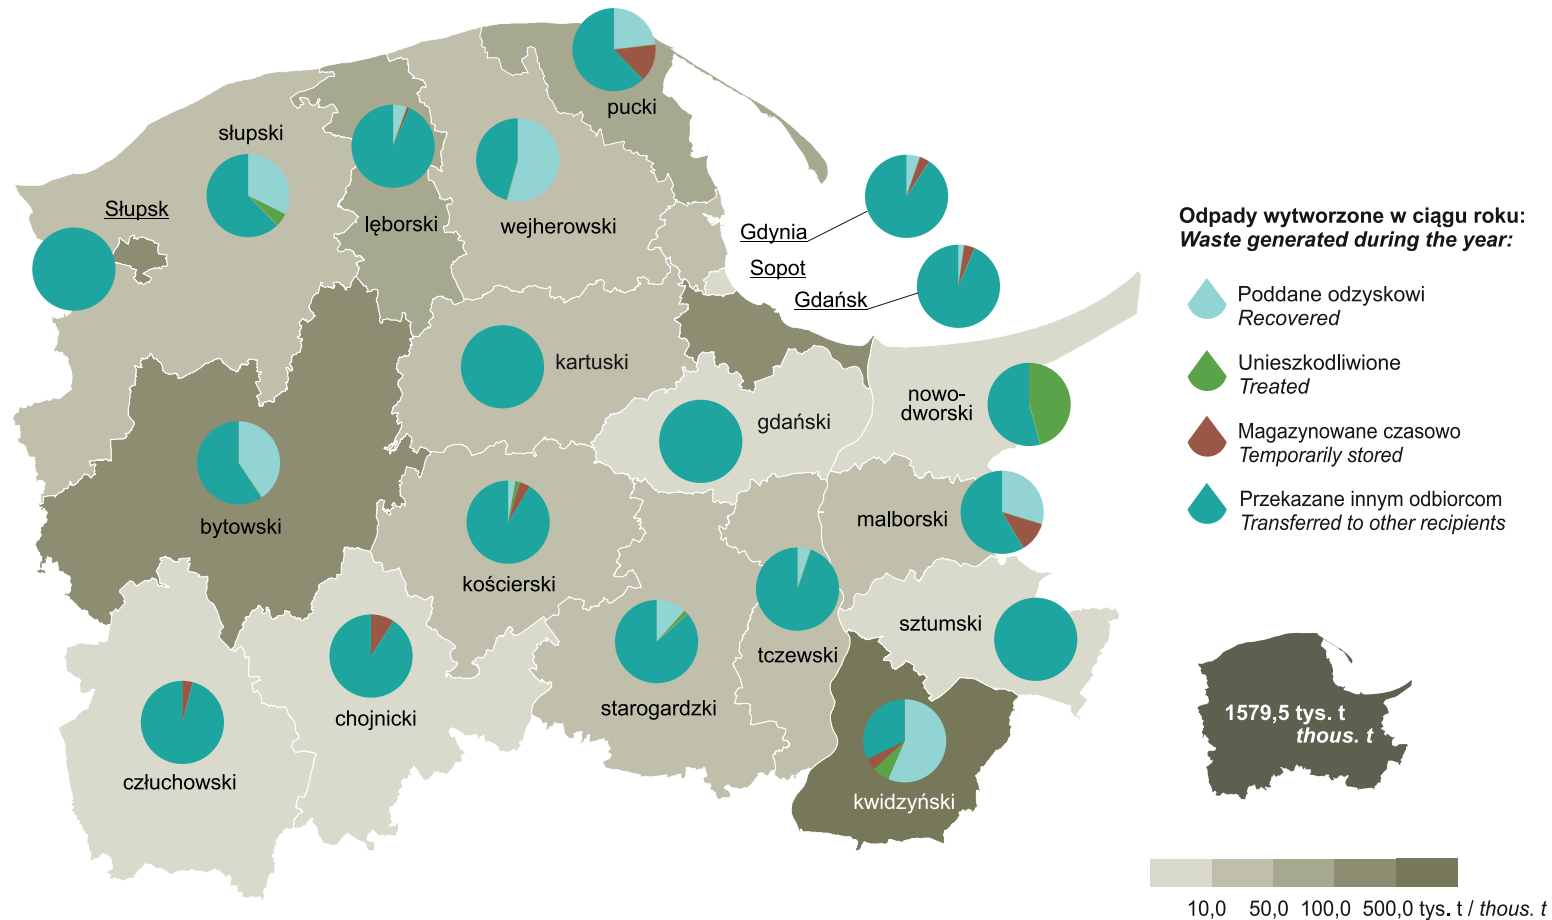 pucki
słupski
Słupsk
lęborski
wejherowski
Gdynia
Sopot
Gdańsk
kartuski
gdański
nowo-
dworski
bytowski
kościerski
malborski
starogardzki
tczewski
sztumski
człuchowski
chojnicki
kwidzyński
Odpady wytworzone w ciągu roku:
Waste generated during the year:
Poddane odzyskowi
Recovered
Unieszkodliwione
Treated
Magazynowane czasowo
Temporarily stored
Przekazane innym odbiorcom
Transferred to other recipients
1579,5 tys. t
thous. t
10,0 50,0 100,0 500,0 tys. t / thous. t